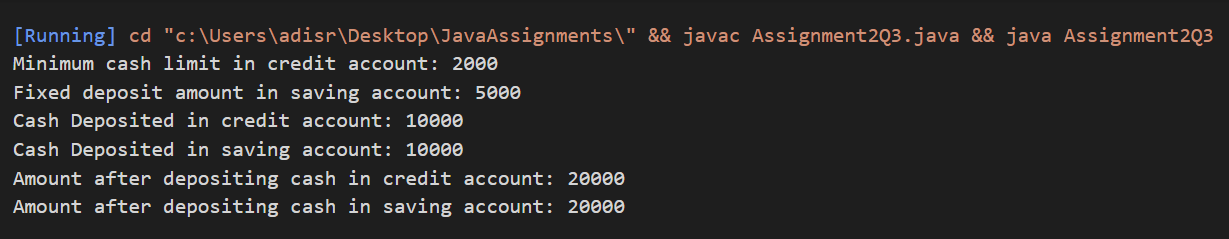 [Running] cd "c:\Users\adisr\Desktop\JavaAssignments\" && javac Assignment2Q3.java && java Assignment2Q3
Minimum cash limit in credit account: 2000
Fixed deposit amount in saving account: 5000
Cash Deposited in credit account: 10000
Cash Deposited in saving account: 10000
Amount after depositing cash in credit account: 20000
Amount after depositing cash in saving account: 20000